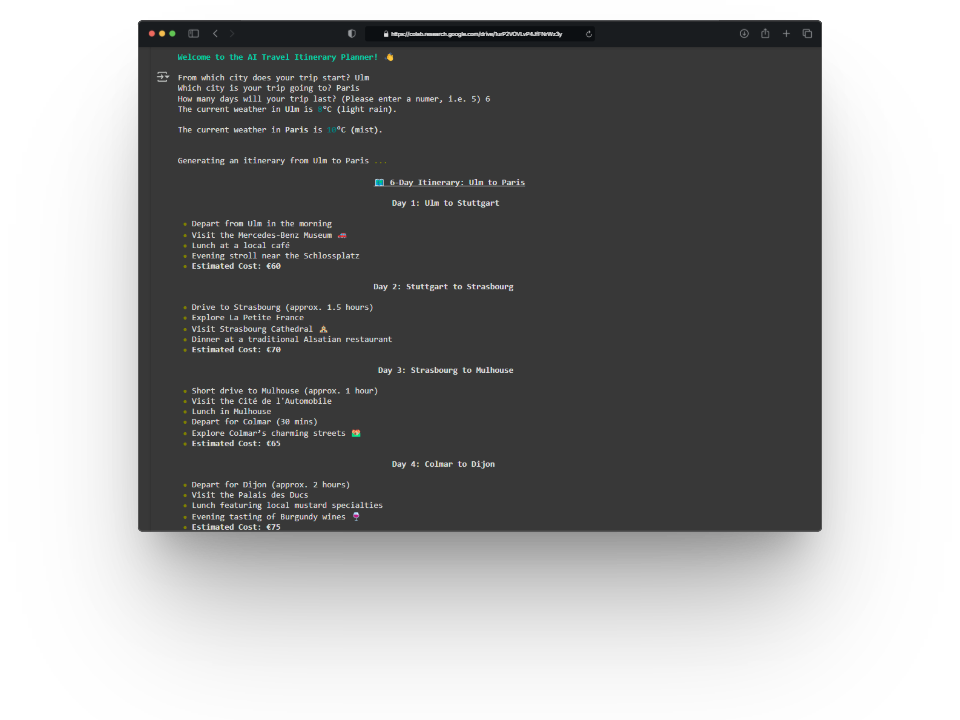 Welcome to the AI Travel Itinerary Planner! 👋
From which city does your trip start? Ulm
Which city is your trip going to? Paris
How many days will your trip last? (Please enter a numer, i.e. 5) 6
The current weather in Ulm is 8°C (light rain).
The current weather in Paris is 10°C (mist).
Generating an itinerary from Ulm to Paris ...
6-Day Itinerary: Ulm to Paris
Day 1: Ulm to Stuttgart
• Depart from Ulm in the morning
• Visit the Mercedes-Benz Museum 🚗
• Lunch at a local café
• Evening stroll near the Schlossplatz
• Estimated Cost: €60
Day 2: Stuttgart to Strasbourg
• Drive to Strasbourg (approx. 1.5 hours)
• Explore La Petite France
• Visit Strasbourg Cathedral
• Dinner at a traditional Alsatian restaurant
• Estimated Cost: €70
Day 3: Strasbourg to Mulhouse
• Short drive to Mulhouse (approx. 1 hour)
• Visit the Cité de l'Automobile
• Lunch in Mulhouse
• Depart for Colmar (30 mins)
• Explore Colmar’s charming streets
• Estimated Cost: €65
Day 4: Colmar to Dijon
• Depart for Dijon (approx. 2 hours)
• Visit the Palais des Ducs
• Lunch featuring local mustard specialties
• Evening tasting of Burgundy wines 🍷
• Estimated Cost: €75